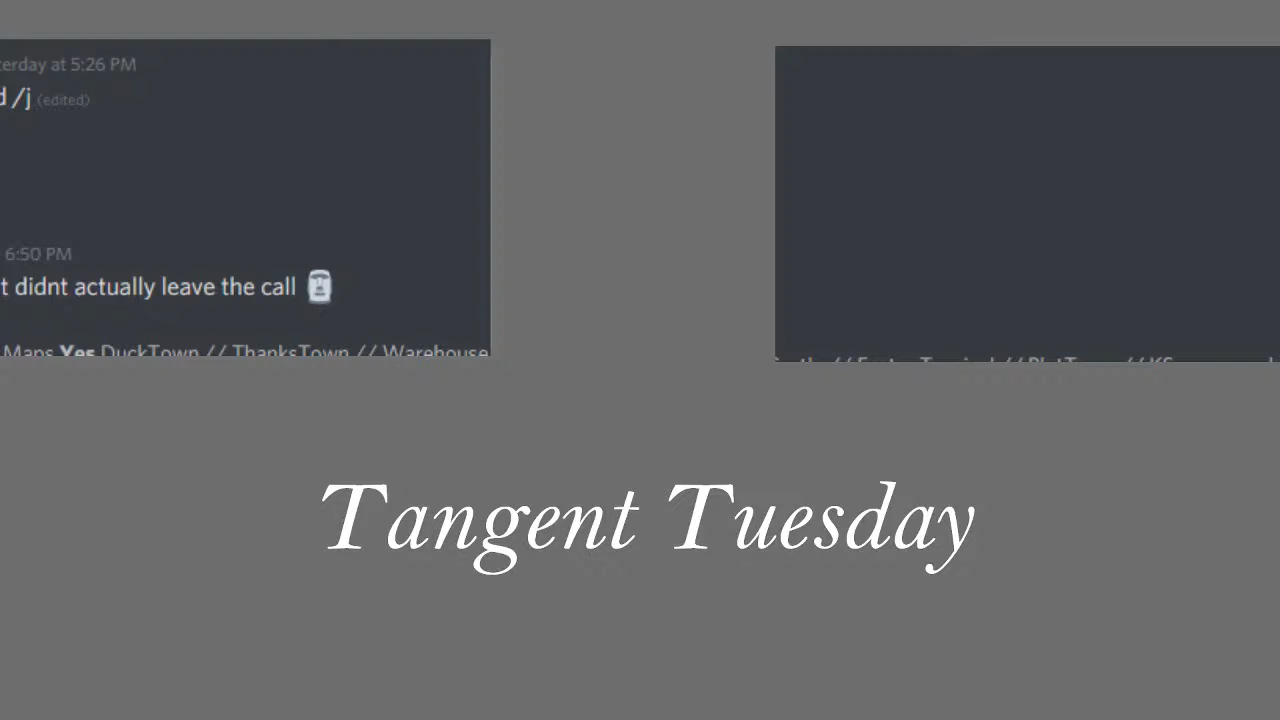 at 5:26 PM
/j (edited)
6:50 PM
didnt actually leave the call
Maps Yes DuckTown // ThanksTown // Warehouse
Tangent Tuesday